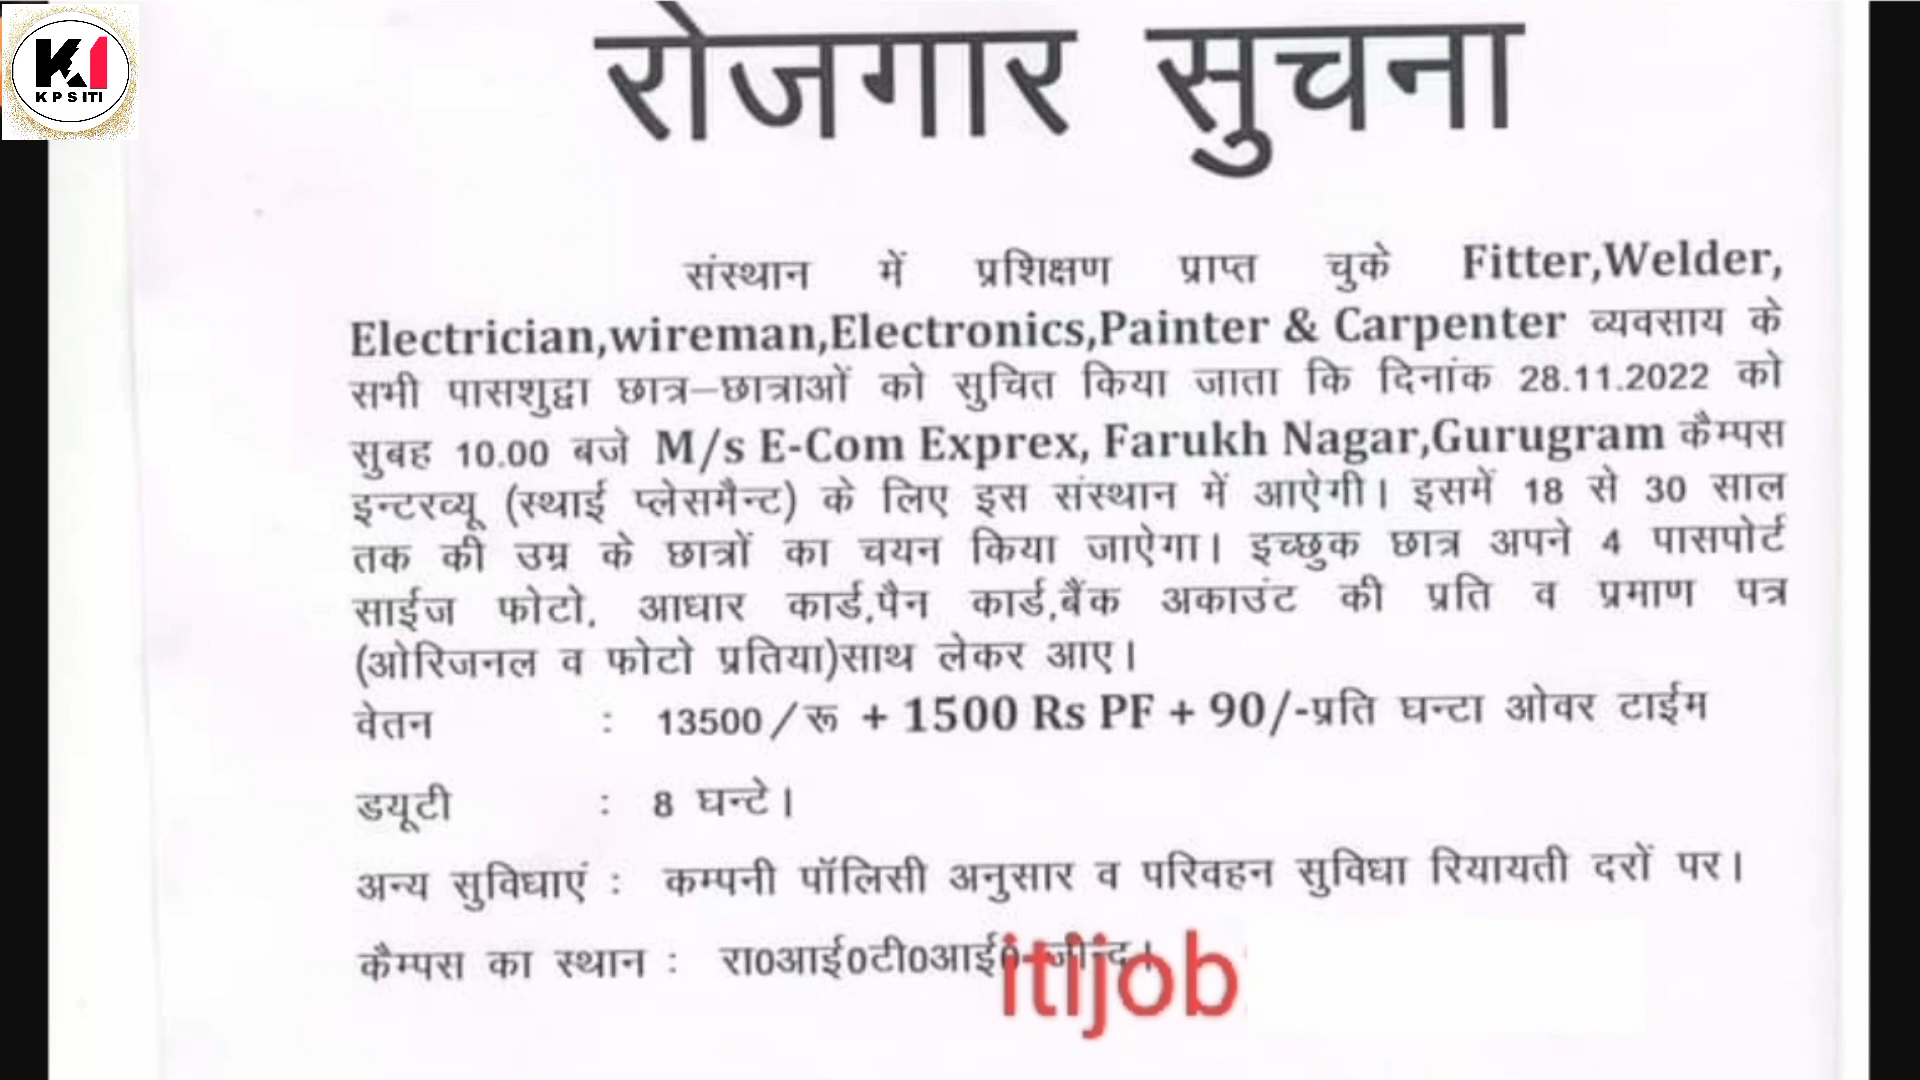 K1
KPSITI
रोजगार सुचना
संस्थान में प्रशिक्षण प्राप्त चुके Fitter,Welder,
Electrician,wireman,Electronics,Painter & Carpenter व्यवसाय के
सभी पासशुद्वा छात्र–छात्राओं को सुचित किया जाता कि दिनांक 28.11.2022 को
सुबह 10.00 बजे M/s E-Com Exprex, Farukh Nagar,Gurugram कैम्पस
इन्टरव्यू (स्थाई प्लेसमैन्ट) के लिए इस संस्थान में आऐगी। इसमें 18 से 30 साल
तक की उम्र के छात्रों का चयन किया जाऐगा। इच्छुक छात्र अपने 4 पासपोर्ट
साईज फोटो, आधार कार्ड,पैन कार्ड,बैंक अकाउंट की प्रति व प्रमाण पत्र
(ओरिजनल व फोटो प्रतिया)साथ लेकर आए।
वेतन : 13500/रू + 1500 Rs PF + 90/-प्रति घन्टा ओवर टाईम
डयूटी : 8 घन्टे।
अन्य सुविधाएं : कम्पनी पॉलिसी अनुसार व परिवहन सुविधा रियायती दरों पर।
कैम्पस का स्थान : रा0आई0टी0आई0 जीन्द।
itijob